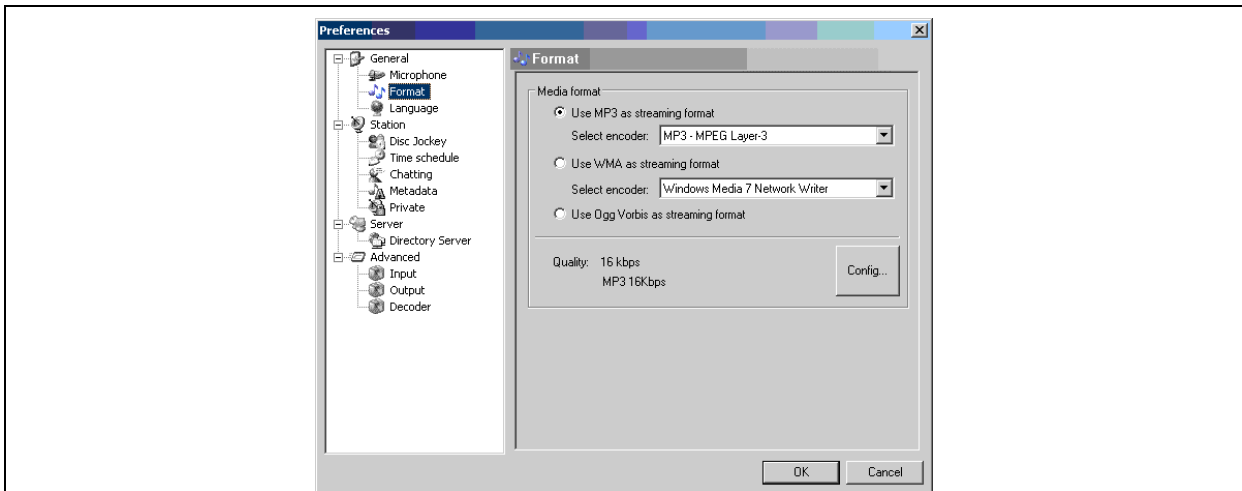 Preferences
General
Microphone
Format
Language
Station
Disc Jockey
Time schedule
Chatting
Metadata
Private
Server
Directory Server
Advanced
Input
Output
Decoder
Format
Media format
Use MP3 as streaming format
Select encoder: MP3 - MPEG Layer-3
Use WMA as streaming format
Select encoder: Windows Media 7 Network Writer
Use Ogg Vorbis as streaming format
Quality: 16 kbps
MP3 16Kbps
Config...
OK Cancel